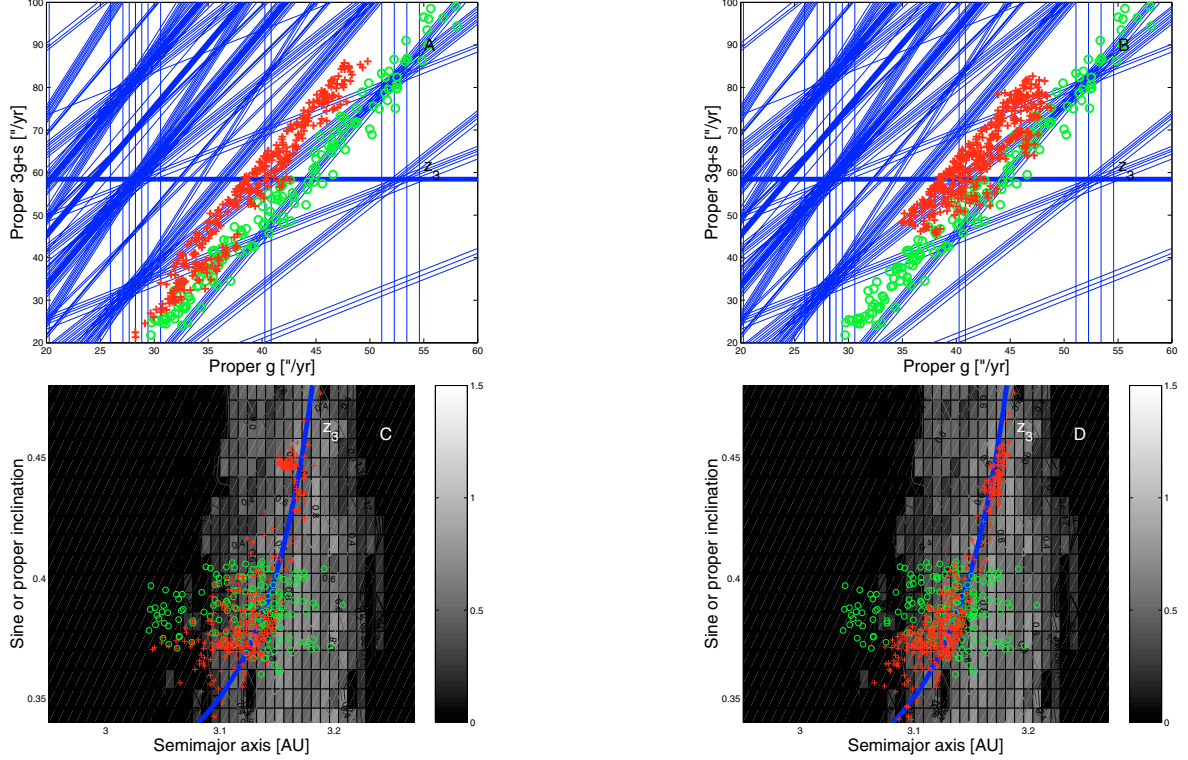 100
90
80
70
60
50
40
30
20
Proper 3g+s ["/yr]
A
z3
20 25 30 35 40 45 50 55 60
Proper g ["/yr]
100
90
80
70
60
50
40
30
20
Proper 3g+s ["/yr]
B
z3
20 25 30 35 40 45 50 55 60
Proper g ["/yr]
0.45
0.4
0.35
Sine or proper inclination
z3
C
3 3.1 3.2
Semimajor axis [AU]
1.5
1
0.5
0
0.45
0.4
0.35
Sine or proper inclination
z3
D
3 3.1 3.2
Semimajor axis [AU]
1.5
1
0.5
0